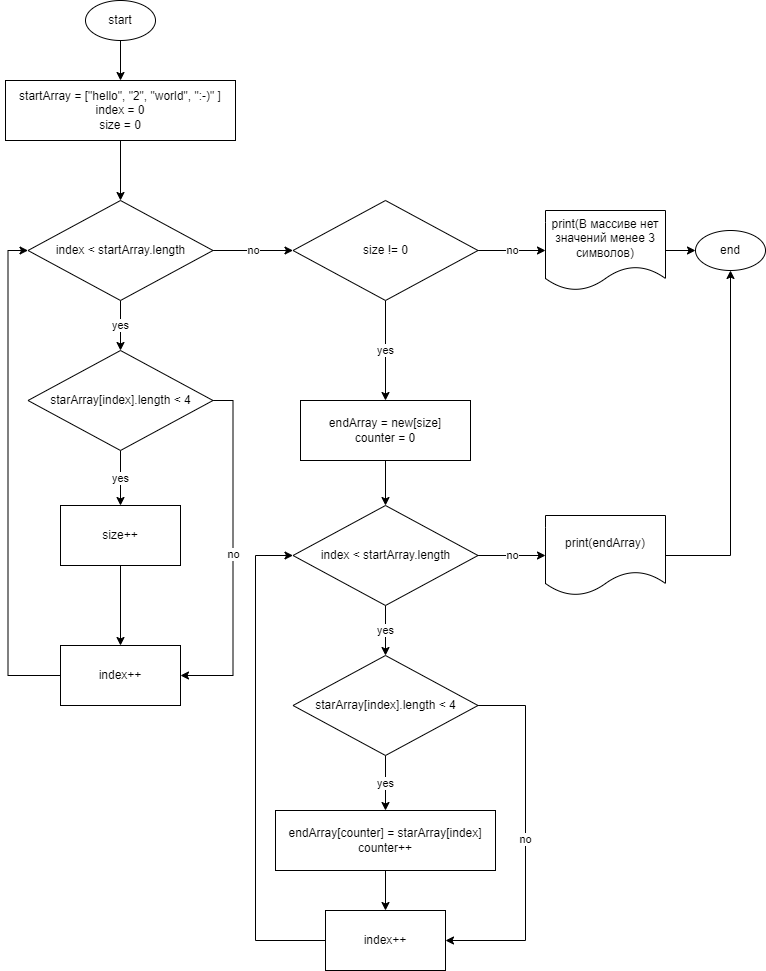 start
startArray = ["hello", "2", "world", ":-)" ]
index = 0
size = 0
index < startArray.length
no
size != 0
no
print(В массиве нет
значений менее 3
символов)
end
yes
starArray[index].length < 4
yes
size++
no
index++
yes
endArray = new[size]
counter = 0
index < startArray.length
no
print(endArray)
yes
starArray[index].length < 4
yes
endArray[counter] = starArray[index]
counter++
no
index++